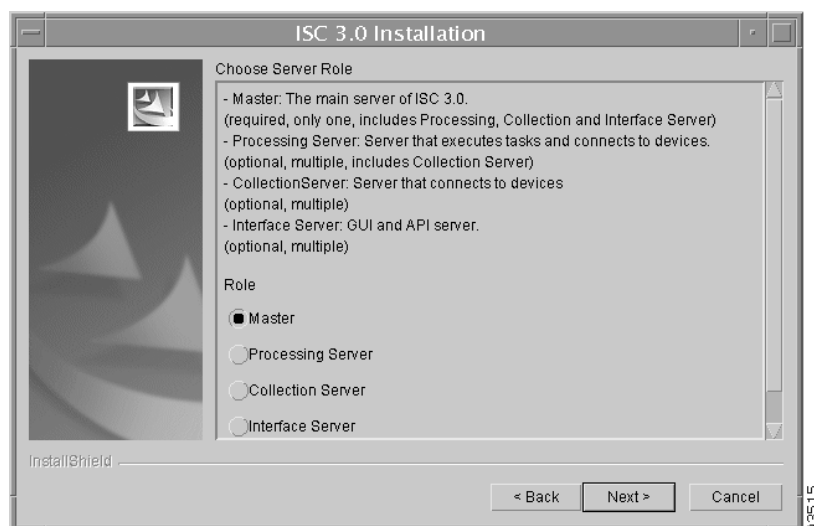 ISC 3.0 Installation
Choose Server Role
- Master: The main server of ISC 3.0.
(required, only one, includes Processing, Collection and Interface Server)
- Processing Server: Server that executes tasks and connects to devices.
(optional, multiple, includes Collection Server)
- CollectionServer: Server that connects to devices
(optional, multiple)
- Interface Server: GUI and API server.
(optional, multiple)
Role
Master
Processing Server
Collection Server
Interface Server
InstallShield
< Back
Next >
Cancel